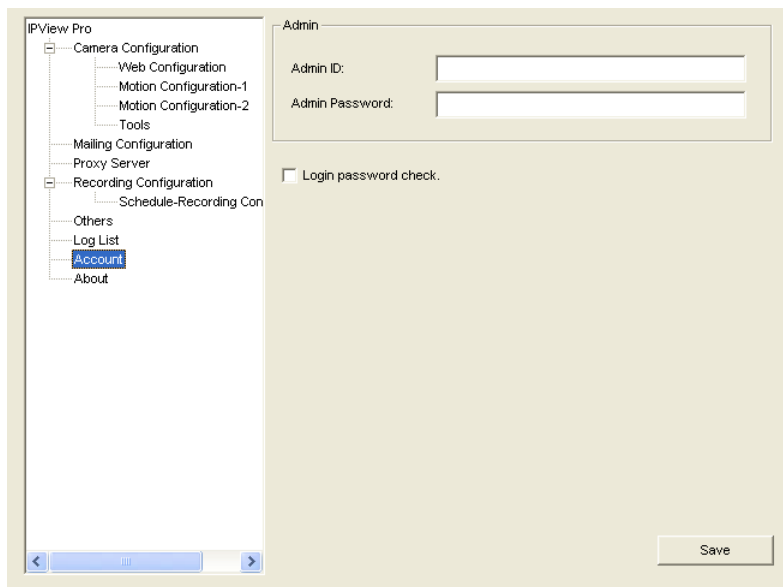 IPView Pro
Camera Configuration
Web Configuration
Motion Configuration-1
Motion Configuration-2
Tools
Mailing Configuration
Proxy Server
Recording Configuration
Schedule-Recording Con
Others
Log List
Account
About
Admin
Admin ID:
Admin Password:
Login password check.
Save